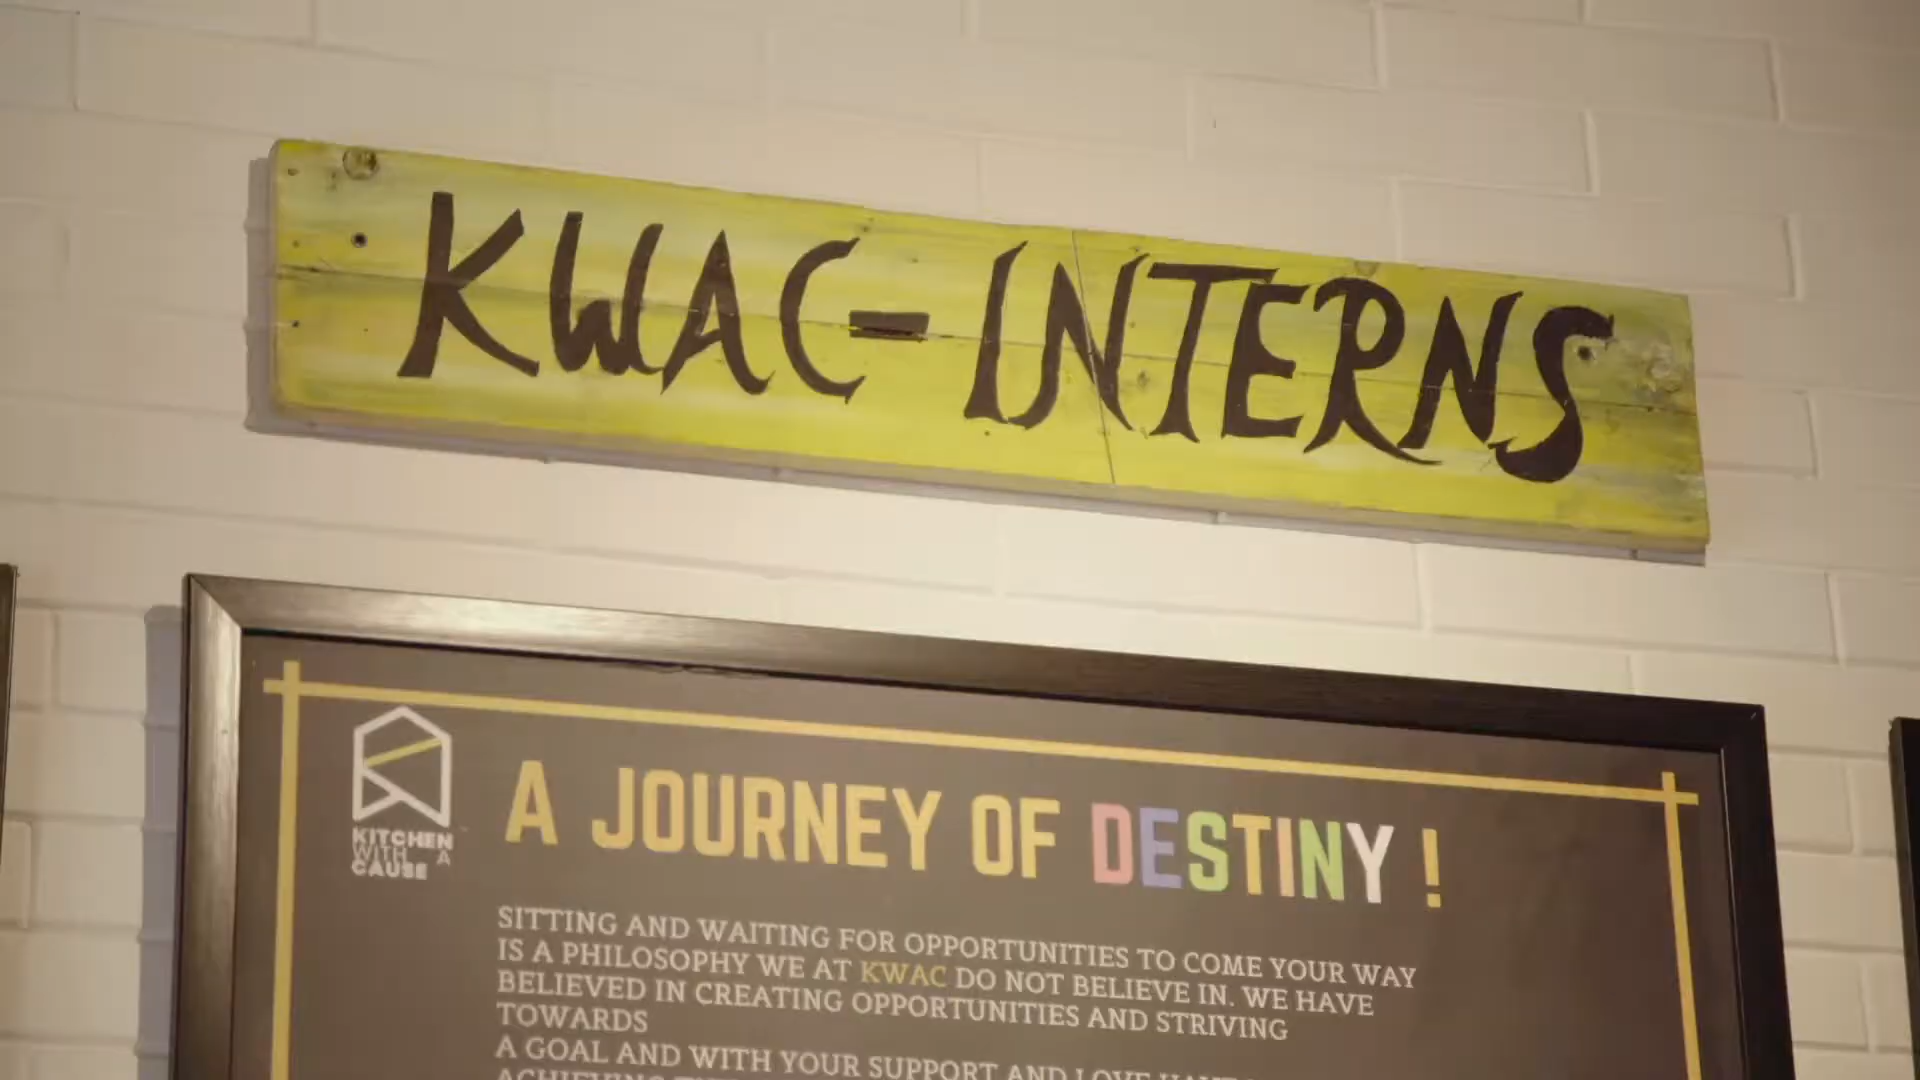 KWAC-INTERNS
KITCHEN
WITH A
CAUSE
A JOURNEY OF DESTINY !
SITTING AND WAITING FOR OPPORTUNITIES TO COME YOUR WAY
IS A PHILOSOPHY WE AT KWAC DO NOT BELIEVE IN. WE HAVE
BELIEVED IN CREATING OPPORTUNITIES AND STRIVING
TOWARDS
A GOAL AND WITH YOUR SUPPORT AND LOVE